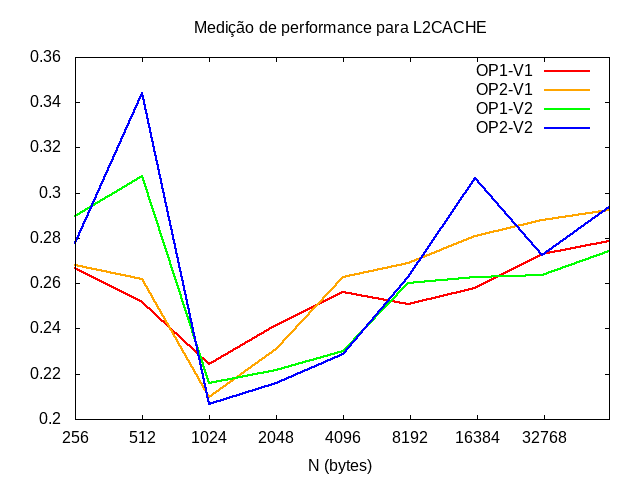 Medição de performance para L2CACHE
0.36
0.34
0.32
0.3
0.28
0.26
0.24
0.22
0.2
OP1-V1
OP2-V1
OP1-V2
OP2-V2
256 512 1024 2048 4096 8192 16384 32768
N (bytes)